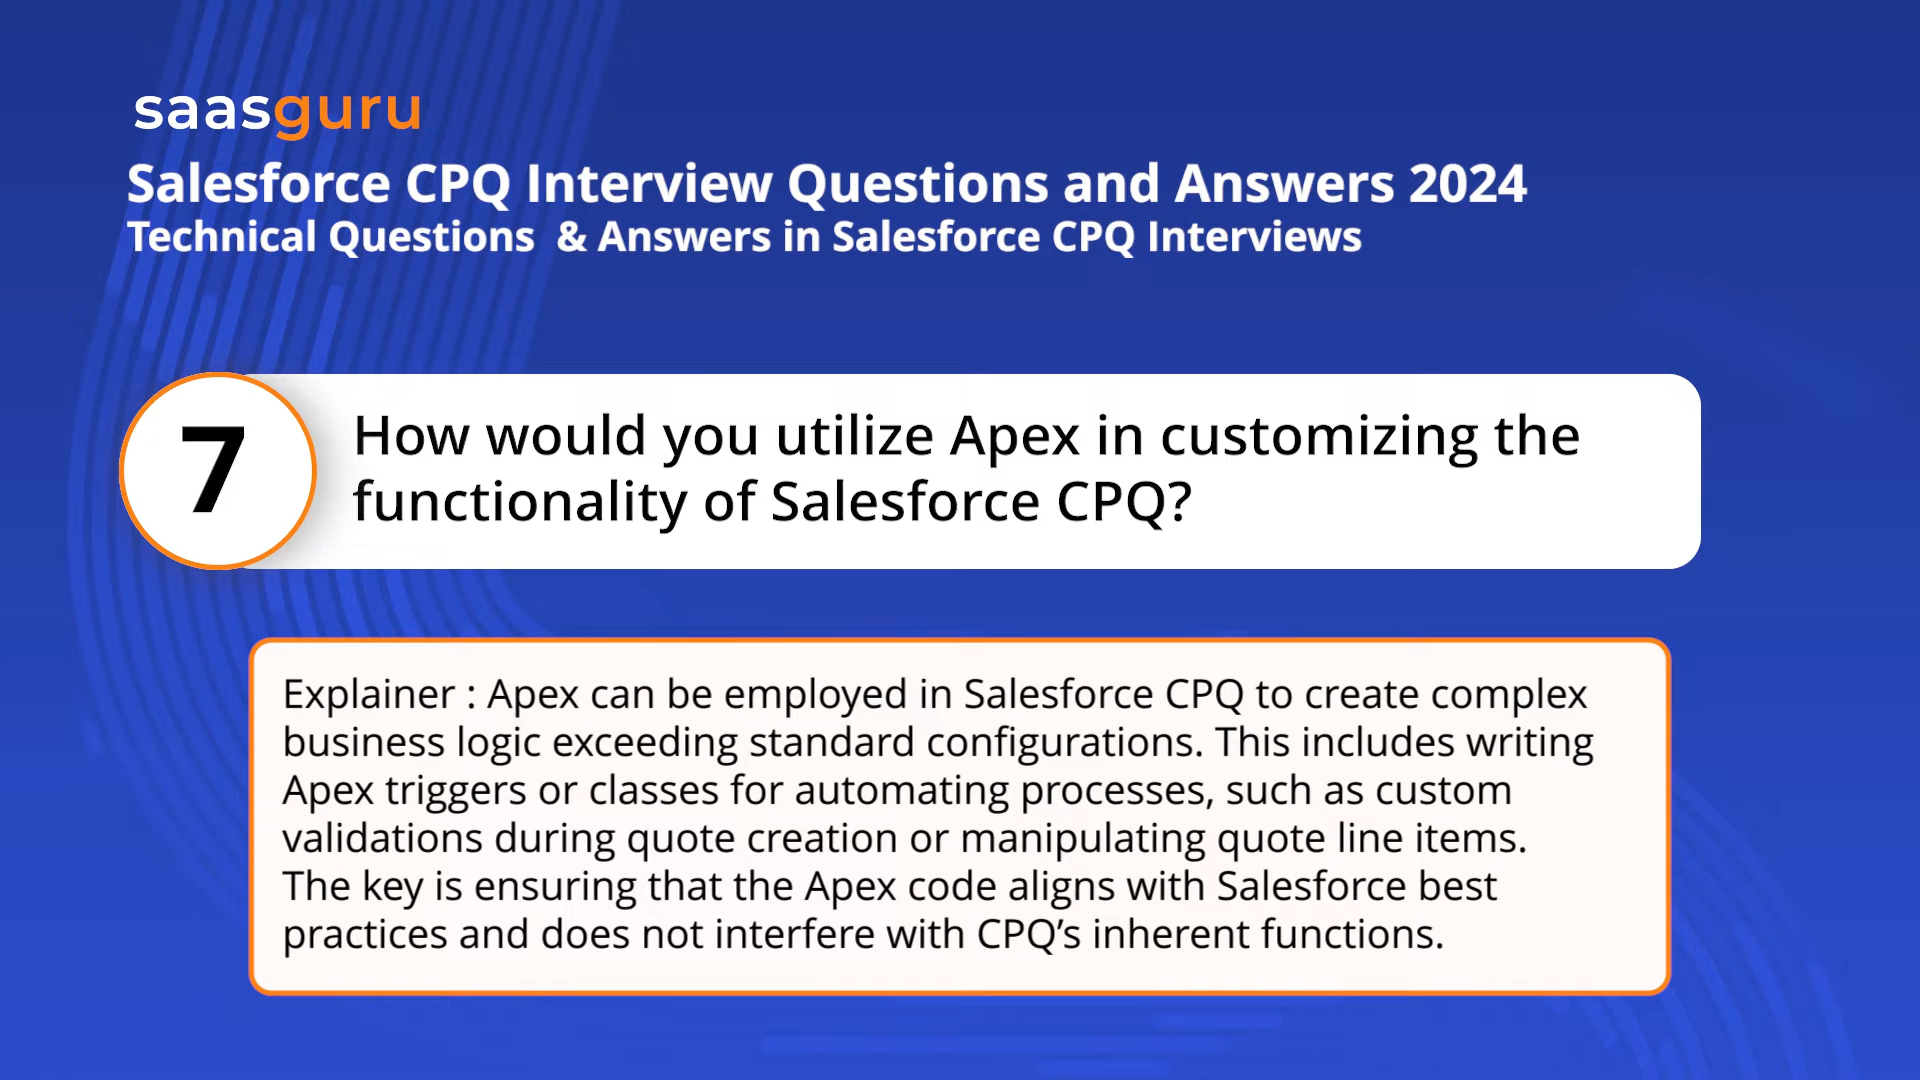 saasguru
Salesforce CPQ Interview Questions and Answers 2024
Technical Questions & Answers in Salesforce CPQ Interviews
7
How would you utilize Apex in customizing the
functionality of Salesforce CPQ?
Explainer : Apex can be employed in Salesforce CPQ to create complex
business logic exceeding standard configurations. This includes writing
Apex triggers or classes for automating processes, such as custom
validations during quote creation or manipulating quote line items.
The key is ensuring that the Apex code aligns with Salesforce best
practices and does not interfere with CPQ’s inherent functions.